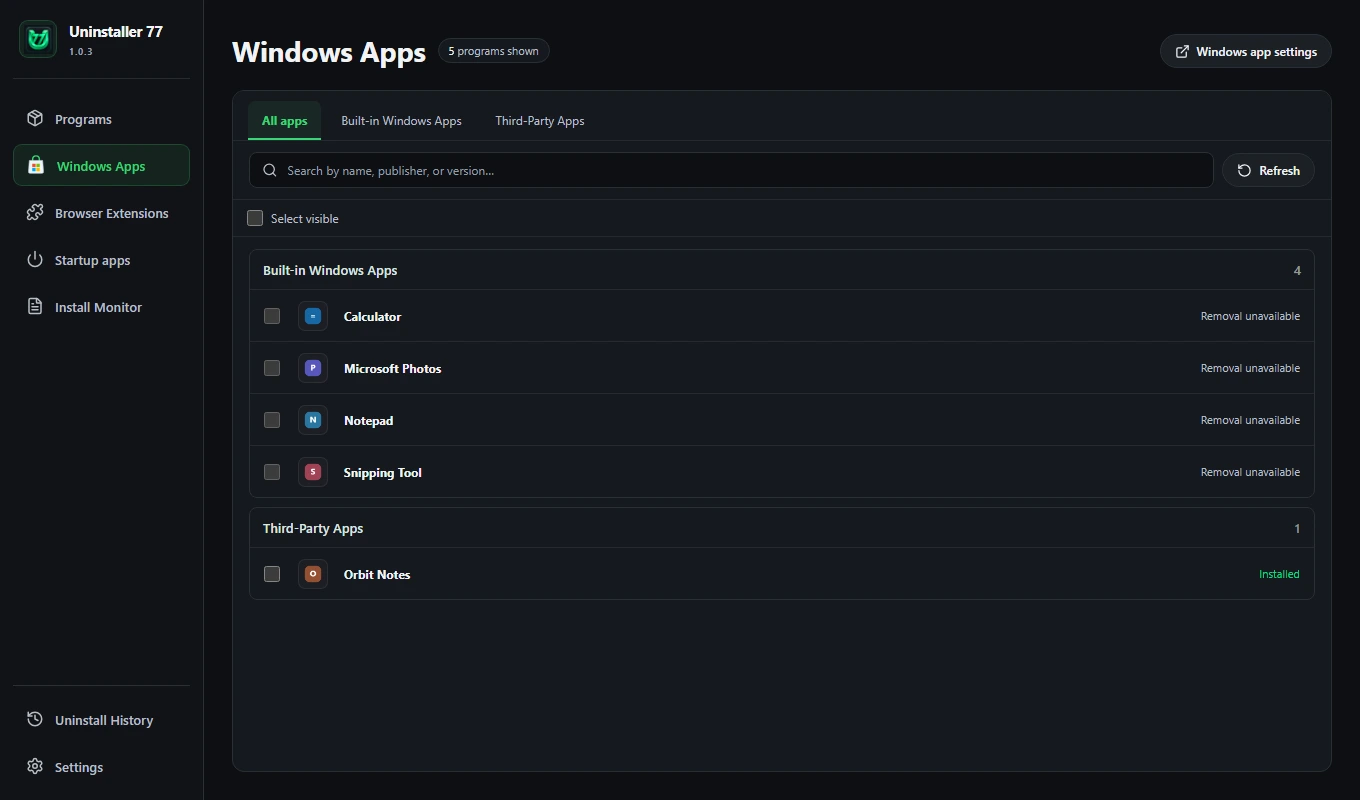 Uninstaller 77
1.0.3
Programs
Windows Apps
Browser Extensions
Startup apps
Install Monitor
Uninstall History
Settings
Windows Apps
5 programs shown
Windows app settings
All apps
Built-in Windows Apps
Third-Party Apps
Search by name, publisher, or version...
Refresh
Select visible
Built-in Windows Apps 4
= Calculator Removal unavailable
P Microsoft Photos Removal unavailable
N Notepad Removal unavailable
S Snipping Tool Removal unavailable
Third-Party Apps 1
O Orbit Notes Installed